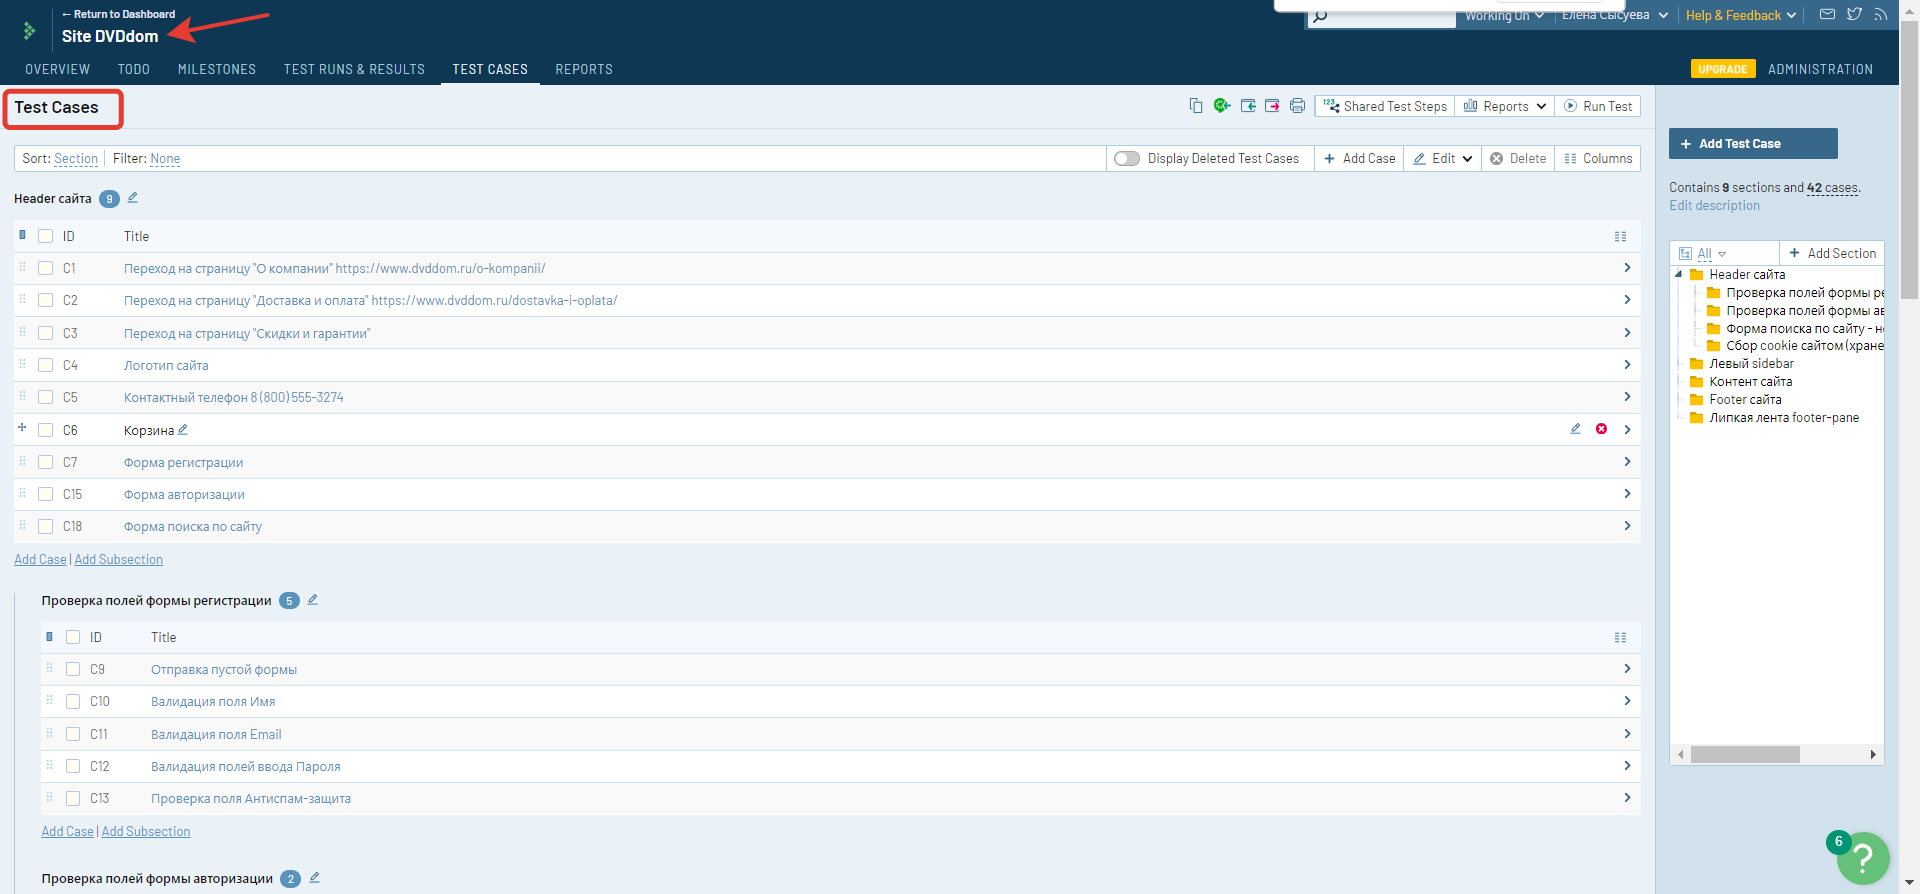 ← Return to Dashboard
Site DVDdom
Working On
Елена Сысуева
Help & Feedback
OVERVIEW TODO MILESTONES TEST RUNS & RESULTS TEST CASES REPORTS
UPGRADE ADMINISTRATION
Test Cases
Shared Test Steps Reports Run Test
Add Test Case
Sort: Section Filter: None
Display Deleted Test Cases Add Case Edit Delete Columns
Contains 9 sections and 42 cases.
Edit description
Header сайта 9
ID Title
C1 Переход на страницу "О компании" https://www.dvddom.ru/o-kompanii/
C2 Переход на страницу "Доставка и оплата" https://www.dvddom.ru/dostavka-i-oplata/
C3 Переход на страницу "Скидки и гарантии"
C4 Логотип сайта
C5 Контактный телефон 8 (800) 555-3274
C6 Корзина
C7 Форма регистрации
C15 Форма авторизации
C18 Форма поиска по сайту
Add Case | Add Subsection
All Add Section
Header сайта
Проверка полей формы ре
Проверка полей формы ав
Форма поиска по сайту - не
Сбор cookie сайтом (хране
Левый sidebar
Контент сайта
Footer сайта
Липкая лента footer-pane
Проверка полей формы регистрации 5
ID Title
C9 Отправка пустой формы
C10 Валидация поля Имя
C11 Валидация поля Email
C12 Валидация полей ввода Пароля
C13 Проверка поля Антиспам-защита
Add Case | Add Subsection
Проверка полей формы авторизации 2
6
?